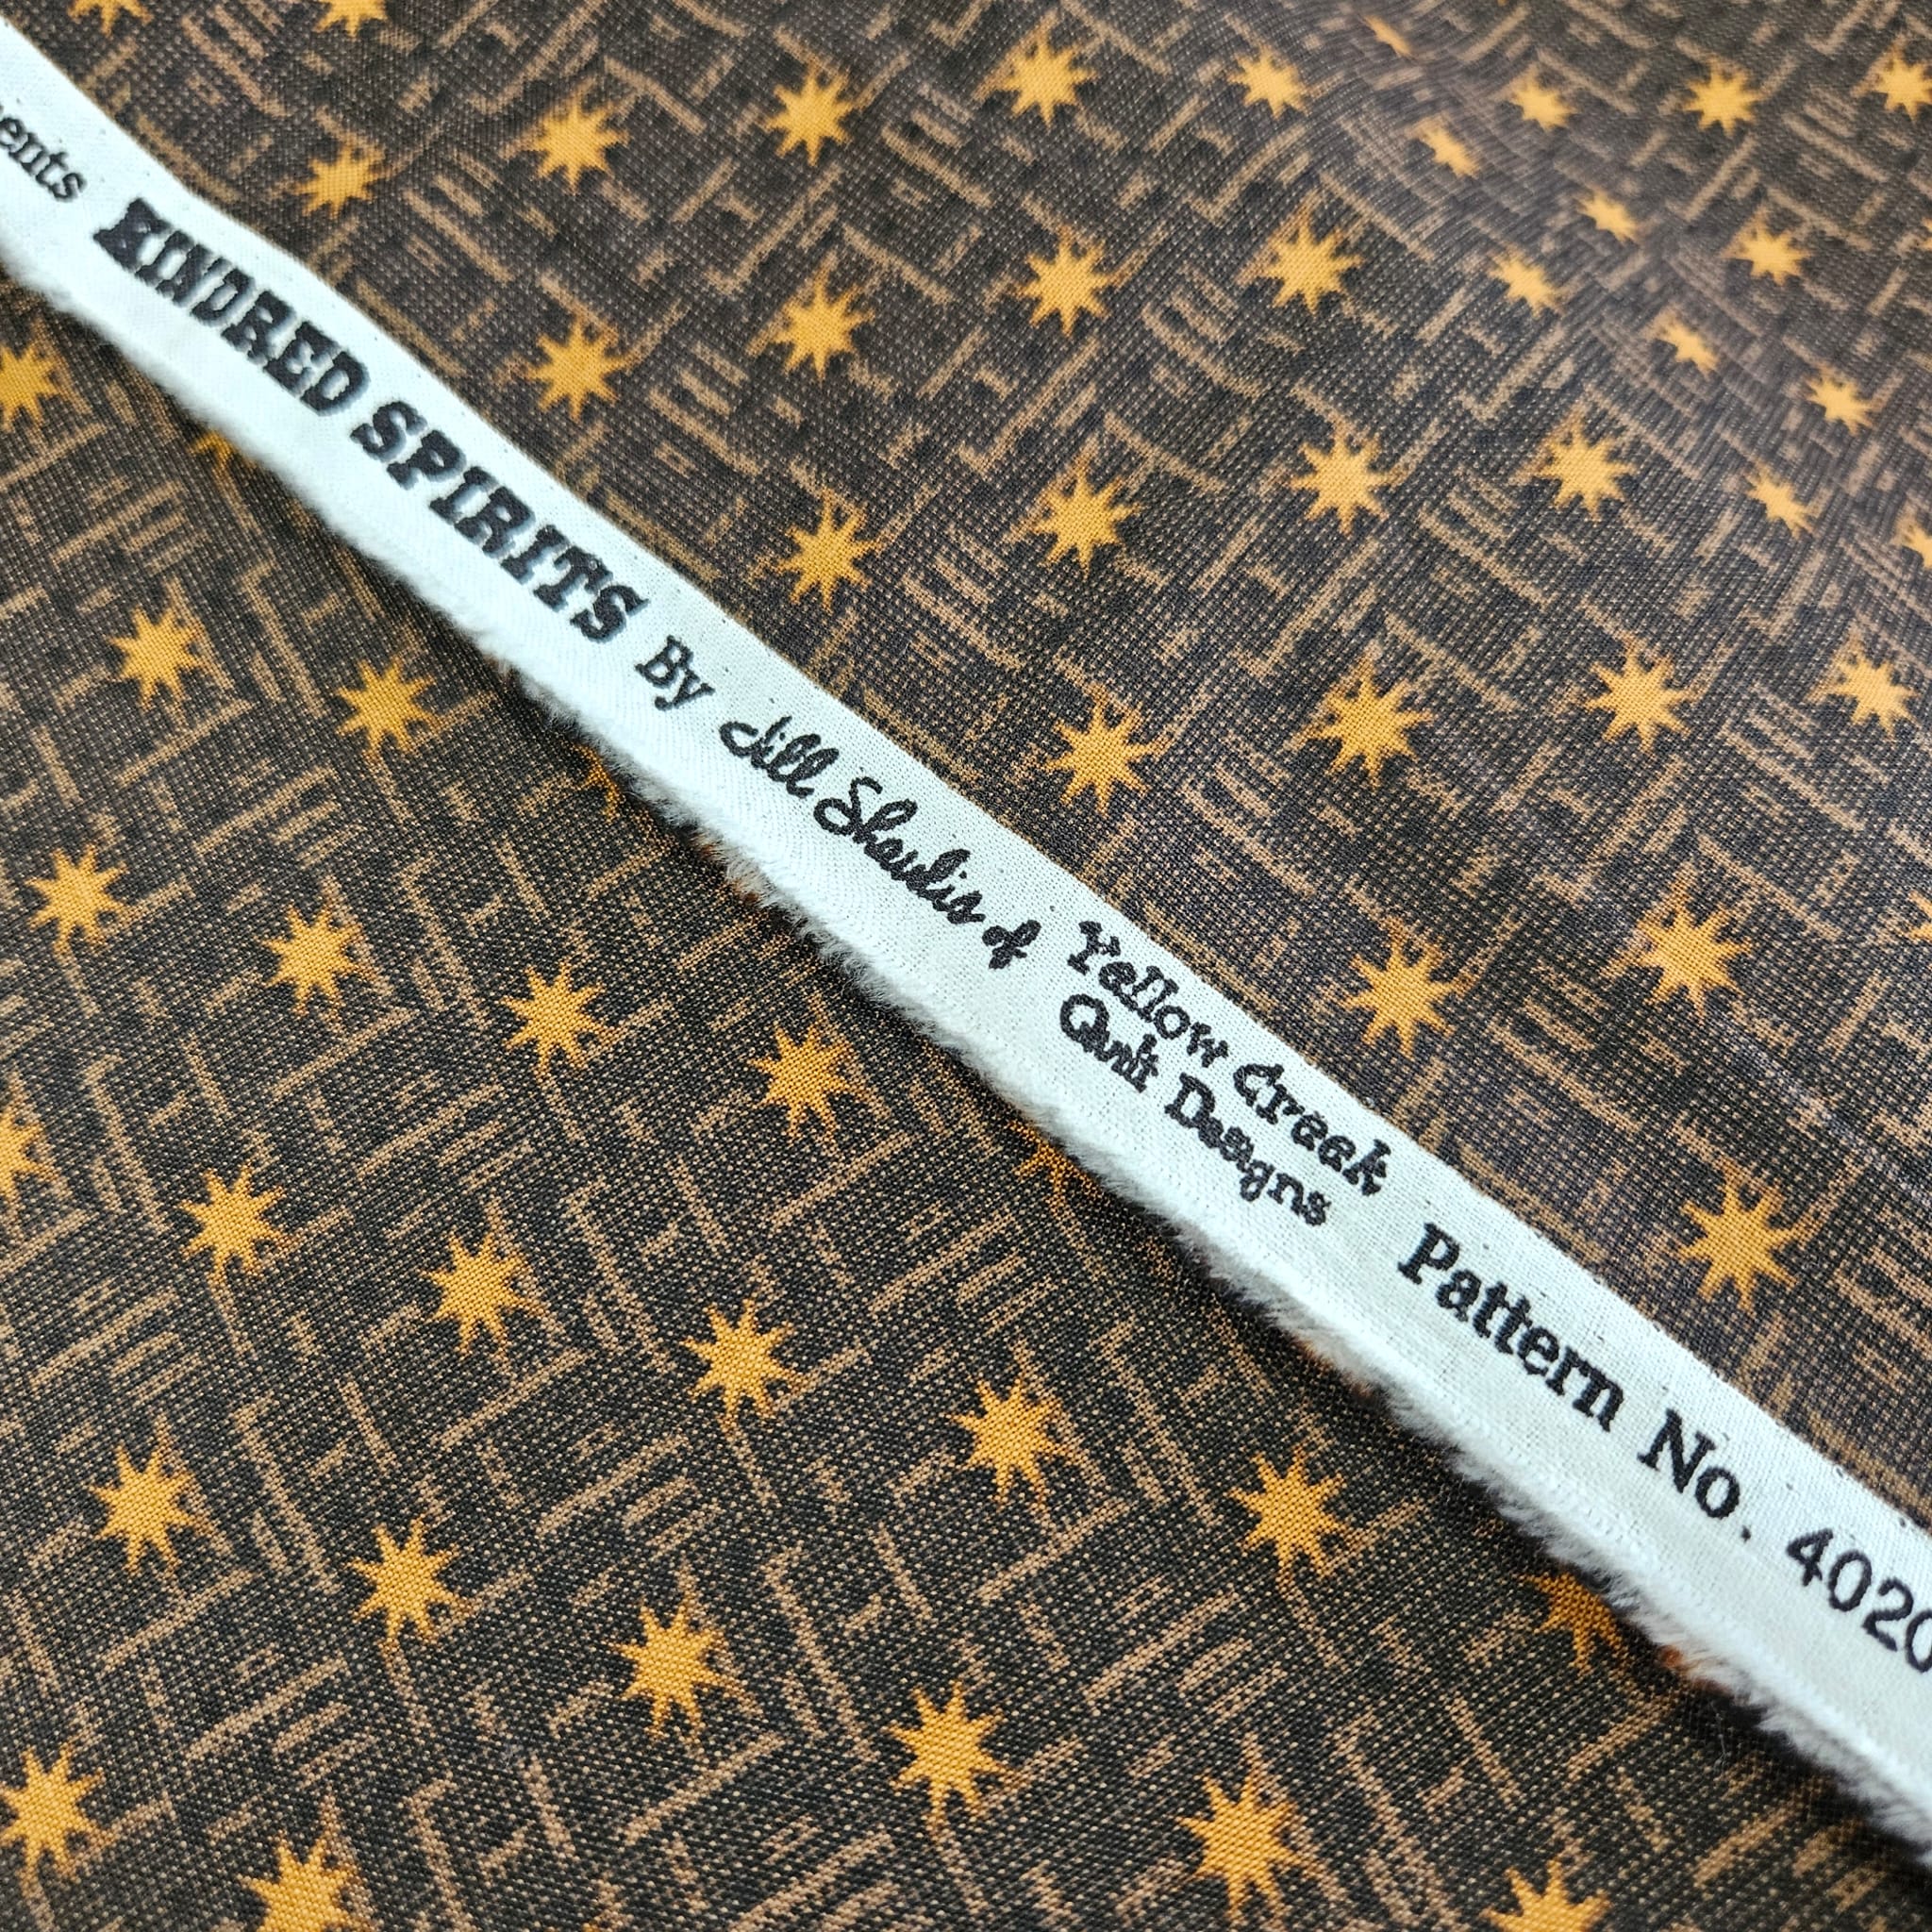 ents KINDRED SPIRITS By Jill Shaulis of Yellow Creek
Quilt Designs
Pattern No. 4020